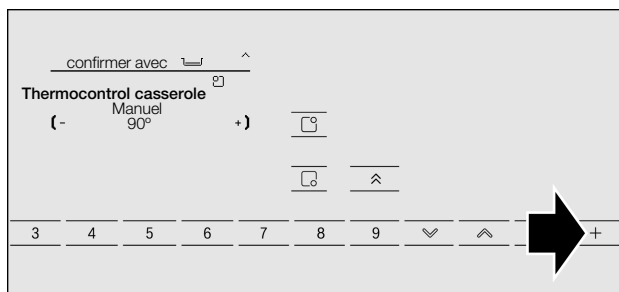 confirmer avec
Thermocontrol casserole
Manuel
- 90° +
3 4 5 6 7 8 9 +